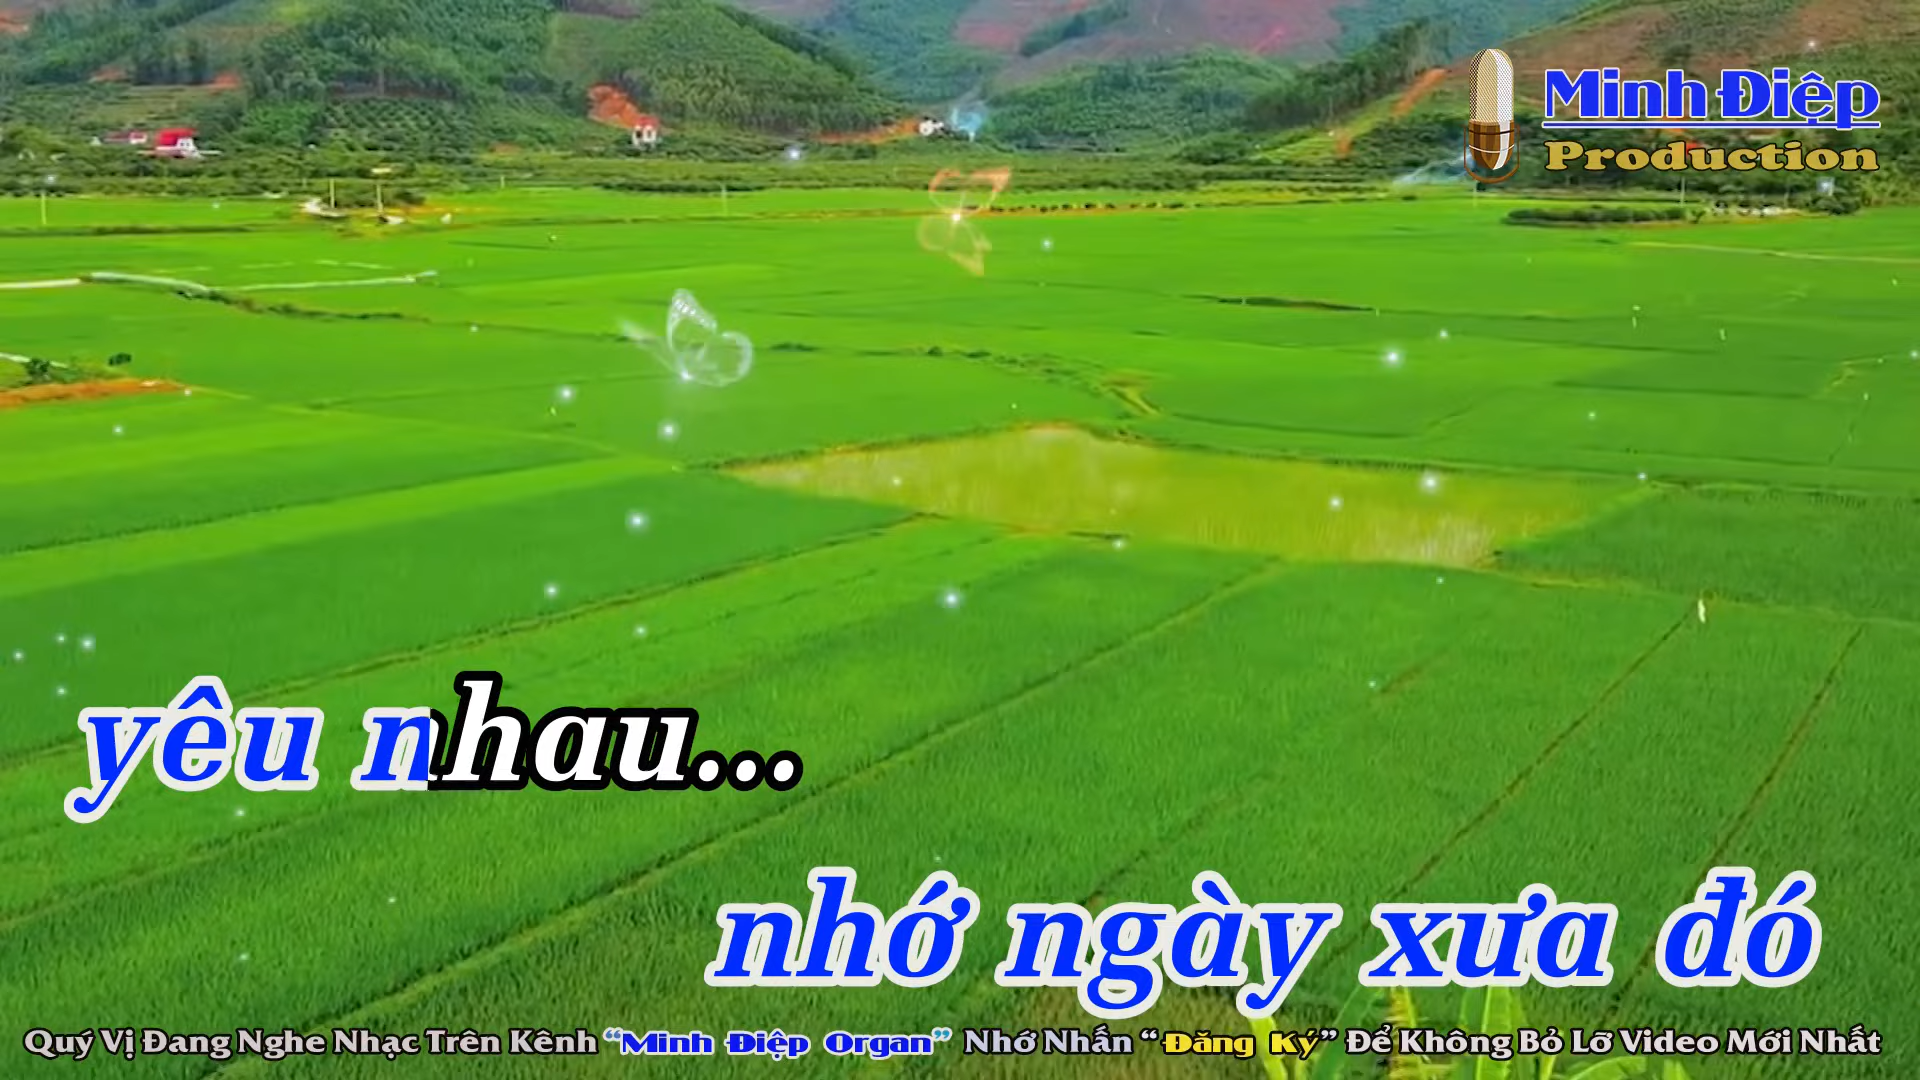 Minh Điệp
Production
yêu nhau...
nhớ ngày xưa đó
Quý Vị Đang Nghe Nhạc Trên Kênh “Minh Điệp Organ” Nhớ Nhấn “Đăng Ký” Để Không Bỏ Lỡ Video Mới Nhất